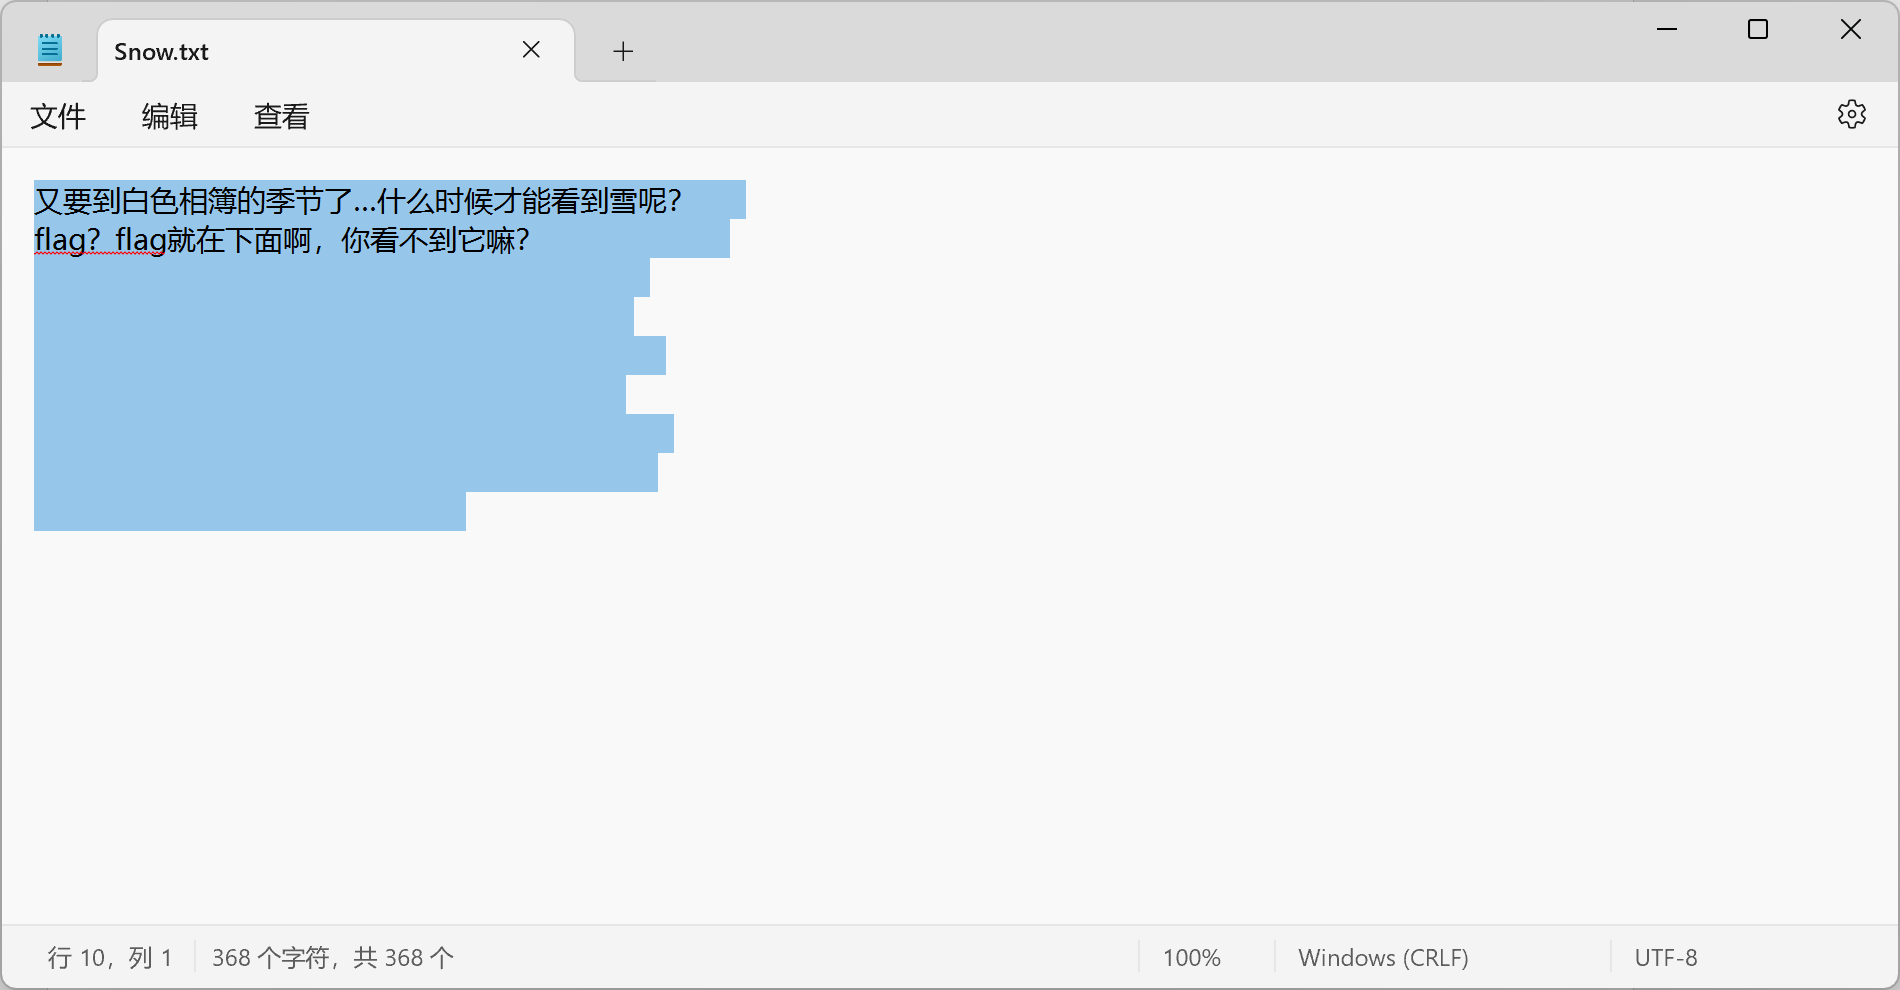 Snow.txt
文件 编辑 查看
又要到白色相簿的季节了...什么时候才能看到雪呢？
flag？flag就在下面啊，你看不到它嘛？
行 10，列 1 368 个字符，共 368 个 100% Windows (CRLF) UTF-8